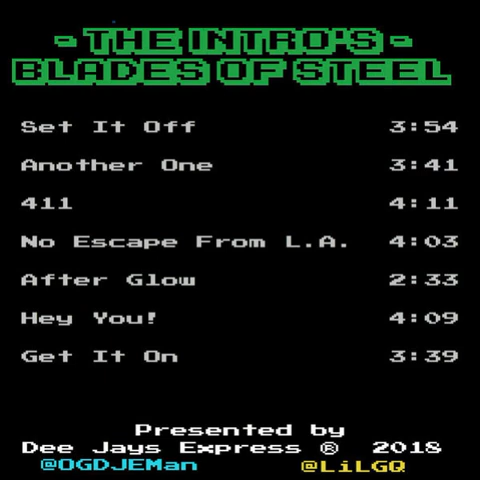 - THE INTRO'S -
BLADES OF STEEL
Set It Off 3:54
Another One 3:41
411 4:11
No Escape From L.A. 4:03
After Glow 2:33
Hey You! 4:09
Get It On 3:39
Presented by
Dee Jays Express ® 2018
@OGDJEMan @LiLGQ